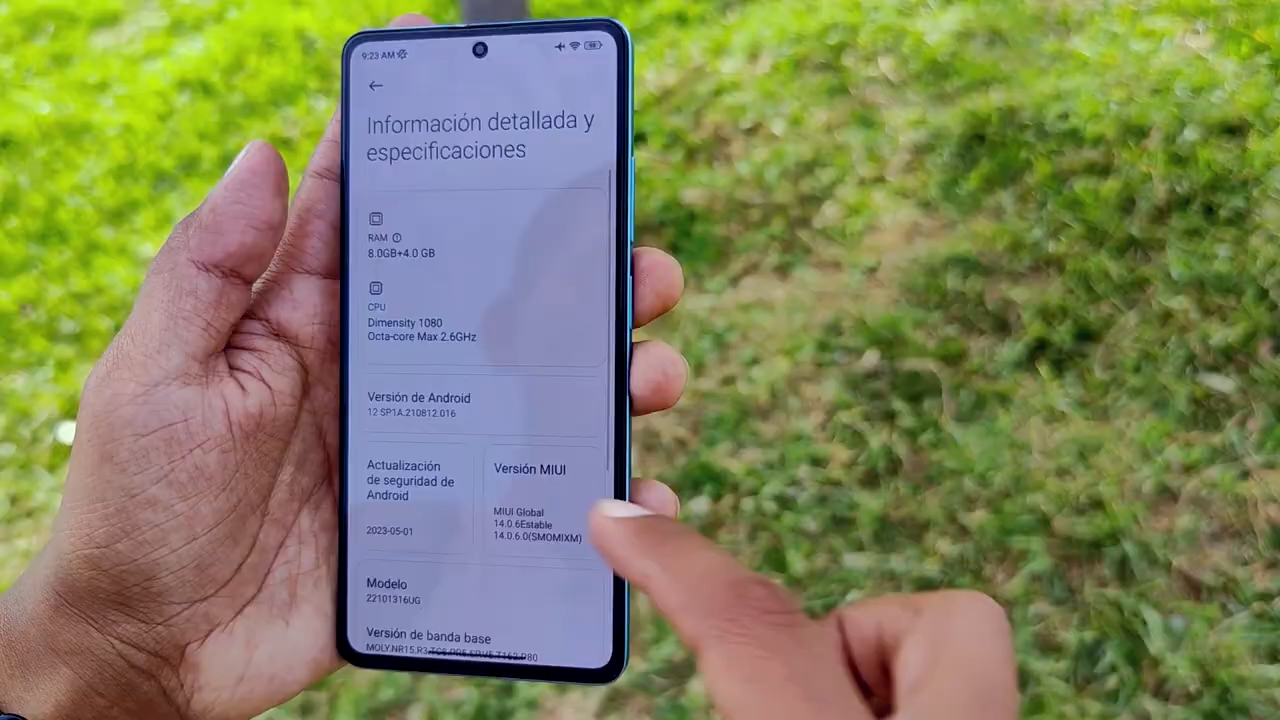 9:23 AM
98
Información detallada y
especificaciones
RAM
8.0GB+4.0 GB
CPU
Dimensity 1080
Octa-core Max 2.6GHz
Versión de Android
12 SP1A.210812.016
Actualización
de seguridad de
Android
2023-05-01
Versión MIUI
MIUI Global
14.0.6Estable
14.0.6.0(SMOMIXM)
Modelo
22101316UG
Versión de banda base